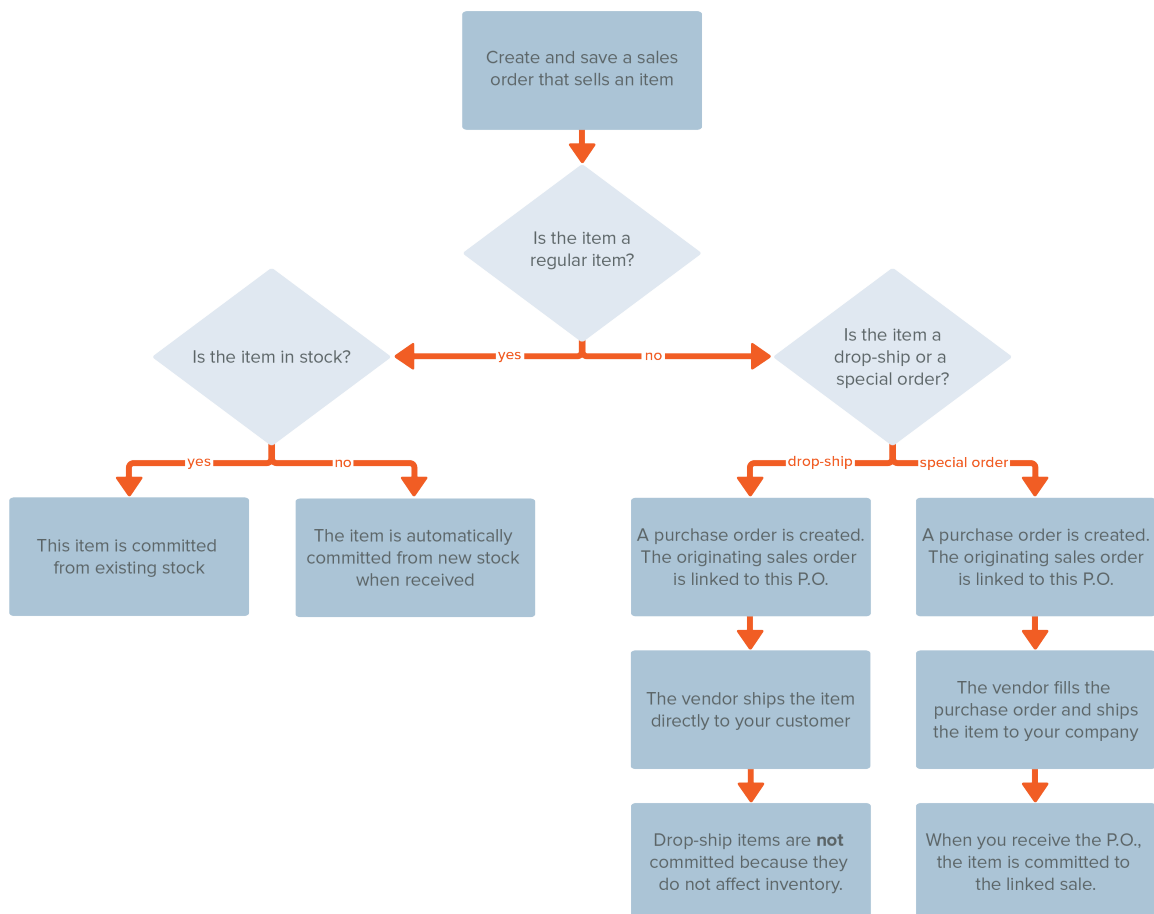 Create and save a sales
order that sells an item
Is the item a
regular item?
yes
no
Is the item in stock?
Is the item a
drop-ship or a
special order?
yes
no
drop-ship
special order
This item is committed
from existing stock
The item is automatically
committed from new stock
when received
A purchase order is created.
The originating sales order
is linked to this P.O.
A purchase order is created.
The originating sales order
is linked to this P.O.
The vendor ships the item
directly to your customer
The vendor fills the
purchase order and ships
the item to your company
Drop-ship items are not
committed because they
do not affect inventory.
When you receive the P.O.,
the item is committed to
the linked sale.